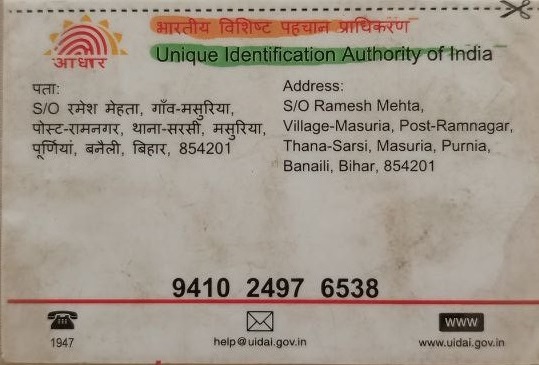 भारतीय विशिष्ट पहचान प्राधिकरण
Unique Identification Authority of India
आधार
पता:
S/O रमेश मेहता, गाँव-मसुरिया,
पोस्ट-रामनगर, थाना-सरसी, मसुरिया,
पूर्णियां, बनैली, बिहार, 854201
Address:
S/O Ramesh Mehta,
Village-Masuria, Post-Ramnagar,
Thana-Sarsi, Masuria, Purnia,
Banaili, Bihar, 854201
9410 2497 6538
1947
help@uidai.gov.in
WWW
www.uidai.gov.in